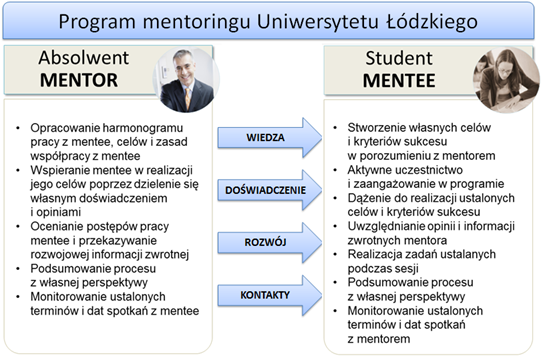 Program mentoringu Uniwersytetu Łódzkiego
Absolwent
MENTOR
• Opracowanie harmonogramu
pracy z mentee, celów i zasad
współpracy z mentee
• Wspieranie mentee w realizacji
jego celów poprzez dzielenie się
własnym doświadczeniem
i opiniami
• Ocenianie postępów pracy
mentee i przekazywanie
rozwojowej informacji zwrotnej
• Podsumowanie procesu
z własnej perspektywy
• Monitorowanie ustalonych
terminów i dat spotkań z mentee
WIEDZA
DOŚWIADCZENIE
ROZWÓJ
KONTAKTY
Student
MENTEE
• Stworzenie własnych celów
i kryteriów sukcesu
w porozumieniu z mentorem
• Aktywne uczestnictwo
i zaangażowanie w programie
• Dążenie do realizacji ustalonych
celów i kryteriów sukcesu
• Uwzględnianie opinii i informacji
zwrotnych mentora
• Realizacja zadań ustalanych
podczas sesji
• Podsumowanie procesu
z własnej perspektywy
• Monitorowanie ustalonych
terminów i dat spotkań
z mentorem